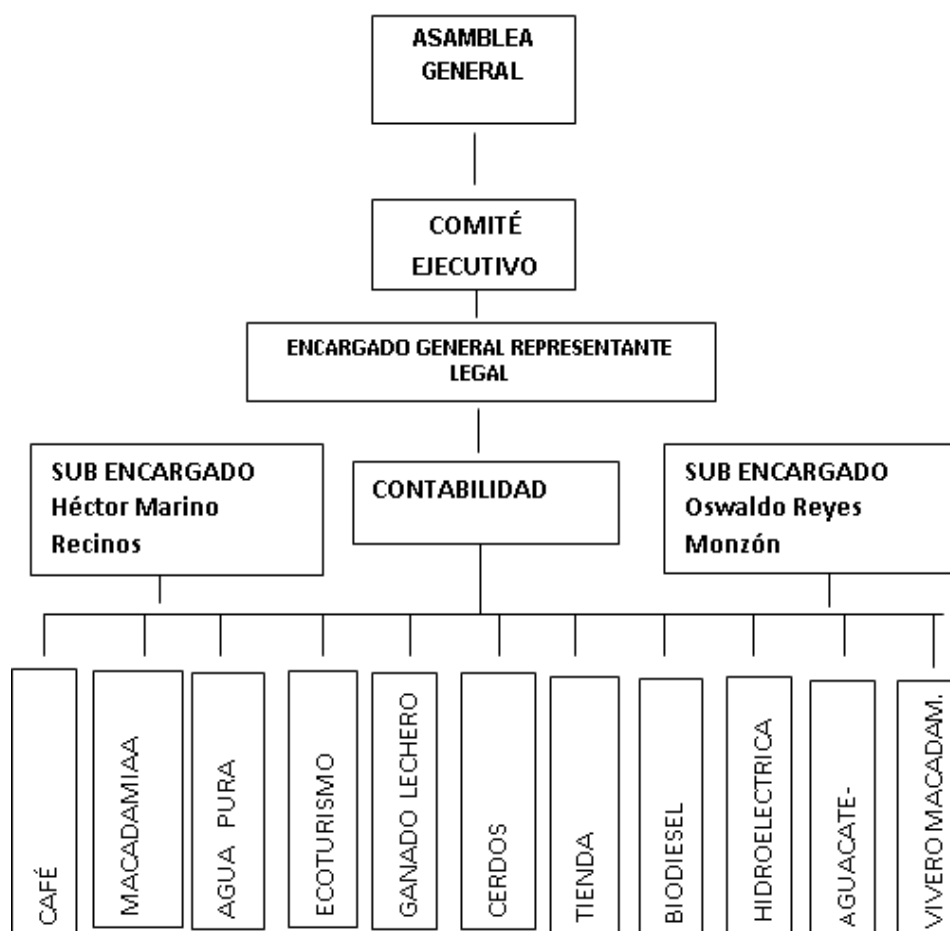 ASAMBLEA
GENERAL
COMITÉ
EJECUTIVO
ENCARGADO GENERAL REPRESENTANTE
LEGAL
SUB ENCARGADO
Héctor Marino
Recinos
CONTABILIDAD
SUB ENCARGADO
Oswaldo Reyes
Monzón
CAFÉ
MACADAMIAA
AGUA PURA
ECOTURISMO
GANADO LECHERO
CERDOS
TIENDA
BIODIESEL
HIDROELECTRICA
AGUACATE-
VIVERO MACADAM.